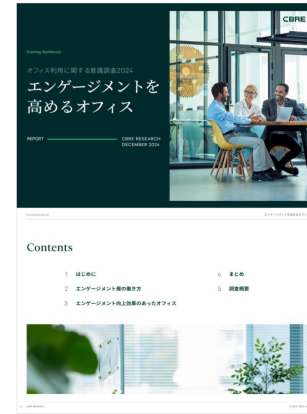 CBRE
Evolving Workforces
オフィス利用に関する意識調査2024
エンゲージメントを
高めるオフィス
REPORT
CBRE RESEARCH
DECEMBER 2024
Contents
1 はじめに
2 エンゲージメント層の働き方
3 エンゲージメント向上効果のあったオフィス
4 まとめ
5 調査概要
CBRE RESEARCH